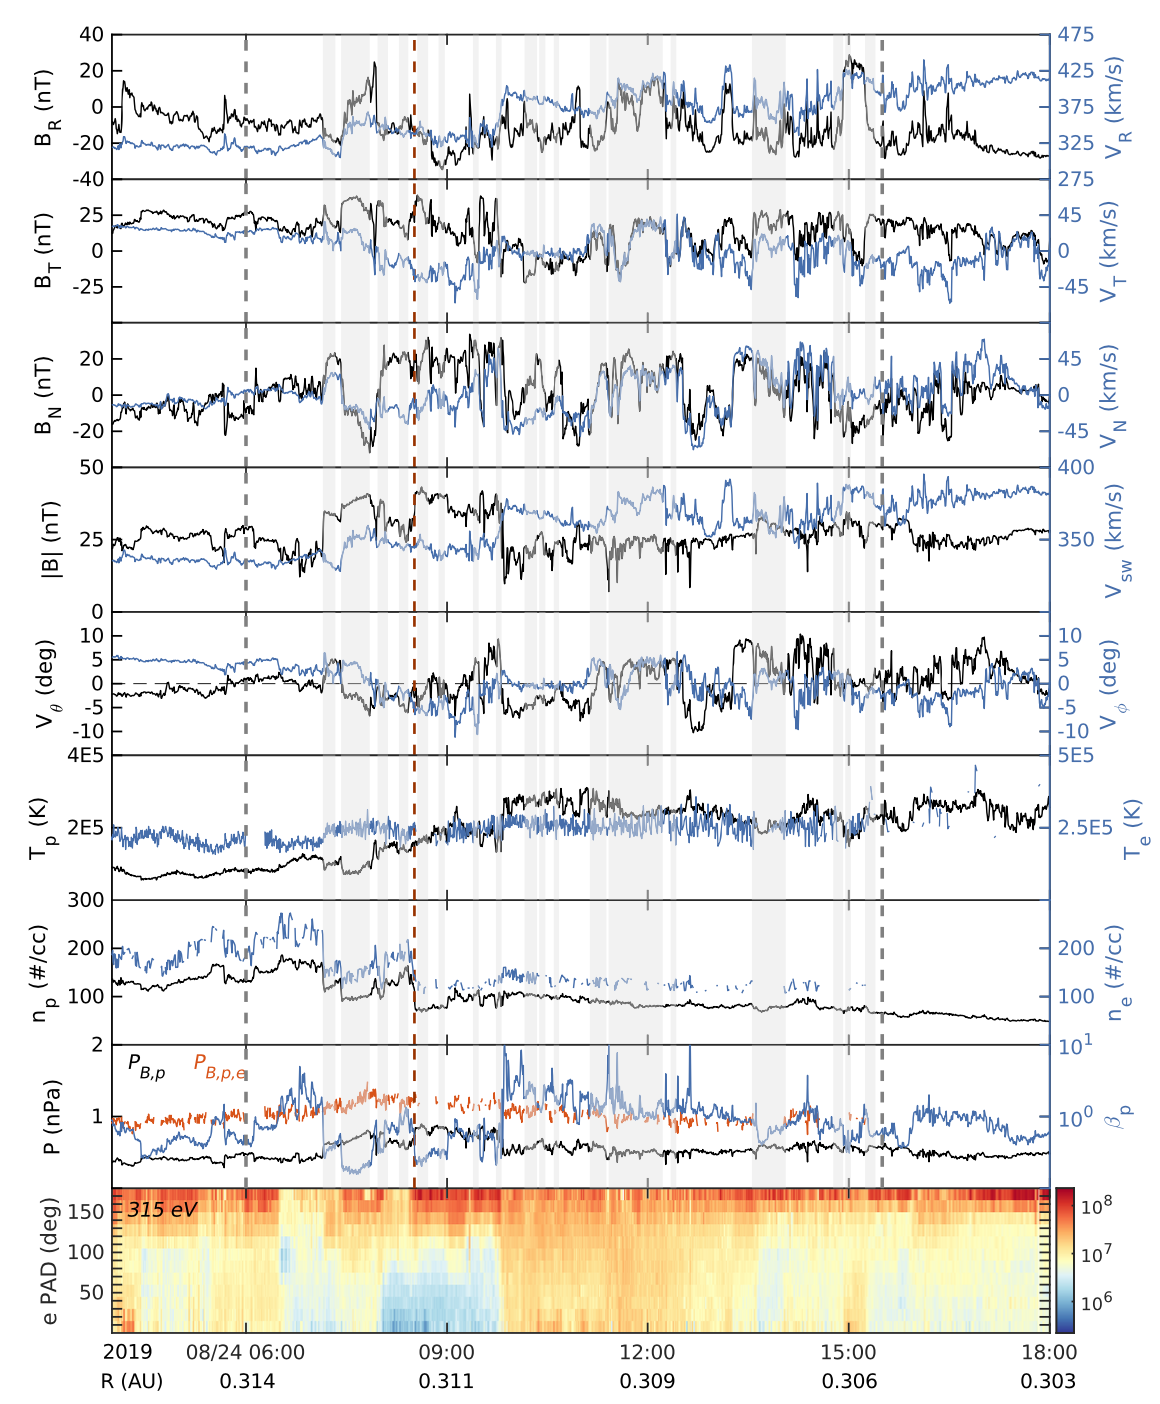 B_R (nT)
40
20
0
-20
-40
475
425
375
325
275
V_R (km/s)
B_T (nT)
25
0
-25
45
0
-45
V_T (km/s)
B_N (nT)
20
0
-20
45
0
-45
V_N (km/s)
|B| (nT)
50
25
0
400
350
V_sw (km/s)
V_θ (deg)
10
5
0
-5
-10
10
5
0
-5
-10
V_ϕ (deg)
T_p (K)
4E5
2E5
5E5
2.5E5
T_e (K)
n_p (#/cc)
300
200
100
200
100
n_e (#/cc)
P (nPa)
2
1
P_B,p
P_B,p,e
10^1
10^0
β_p
e PAD (deg)
150
100
50
315 eV
10^8
10^7
10^6
2019 08/24 06:00 09:00 12:00 15:00 18:00
R (AU) 0.314 0.311 0.309 0.306 0.303